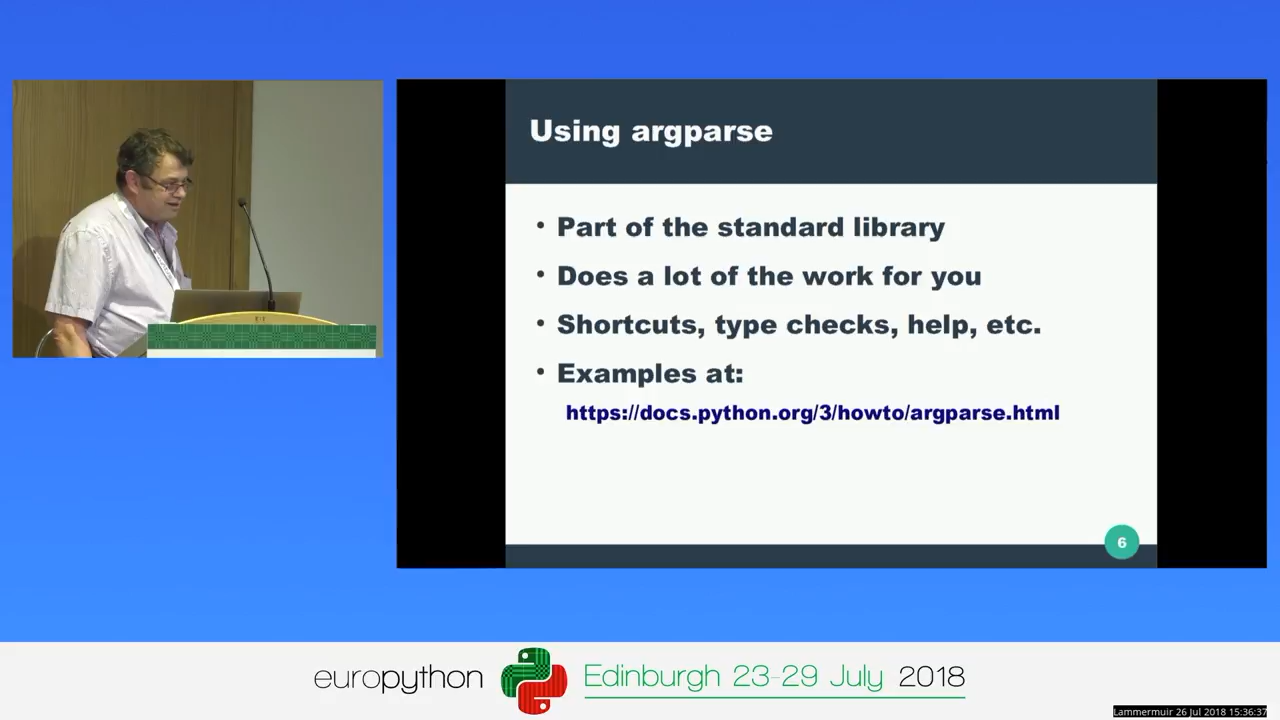 Using argparse
• Part of the standard library
• Does a lot of the work for you
• Shortcuts, type checks, help, etc.
• Examples at:
https://docs.python.org/3/howto/argparse.html
6
europython Edinburgh 23-29 July 2018
Lammermuir 26 Jul 2018 15:36:37